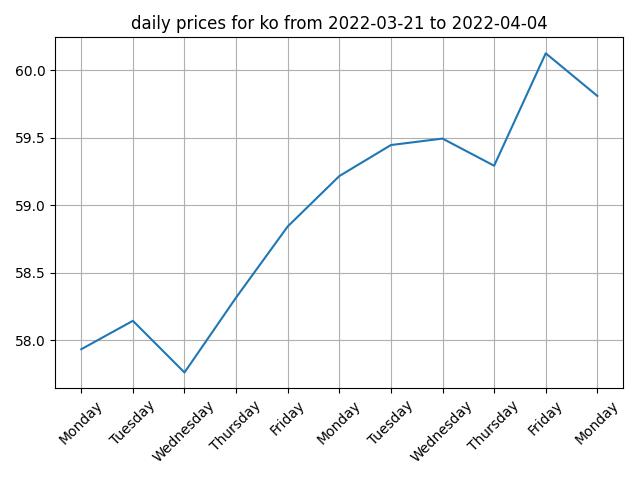 daily prices for ko from 2022-03-21 to 2022-04-04
60.0
59.5
59.0
58.5
58.0
Monday
Tuesday
Wednesday
Thursday
Friday
Monday
Tuesday
Wednesday
Thursday
Friday
Monday